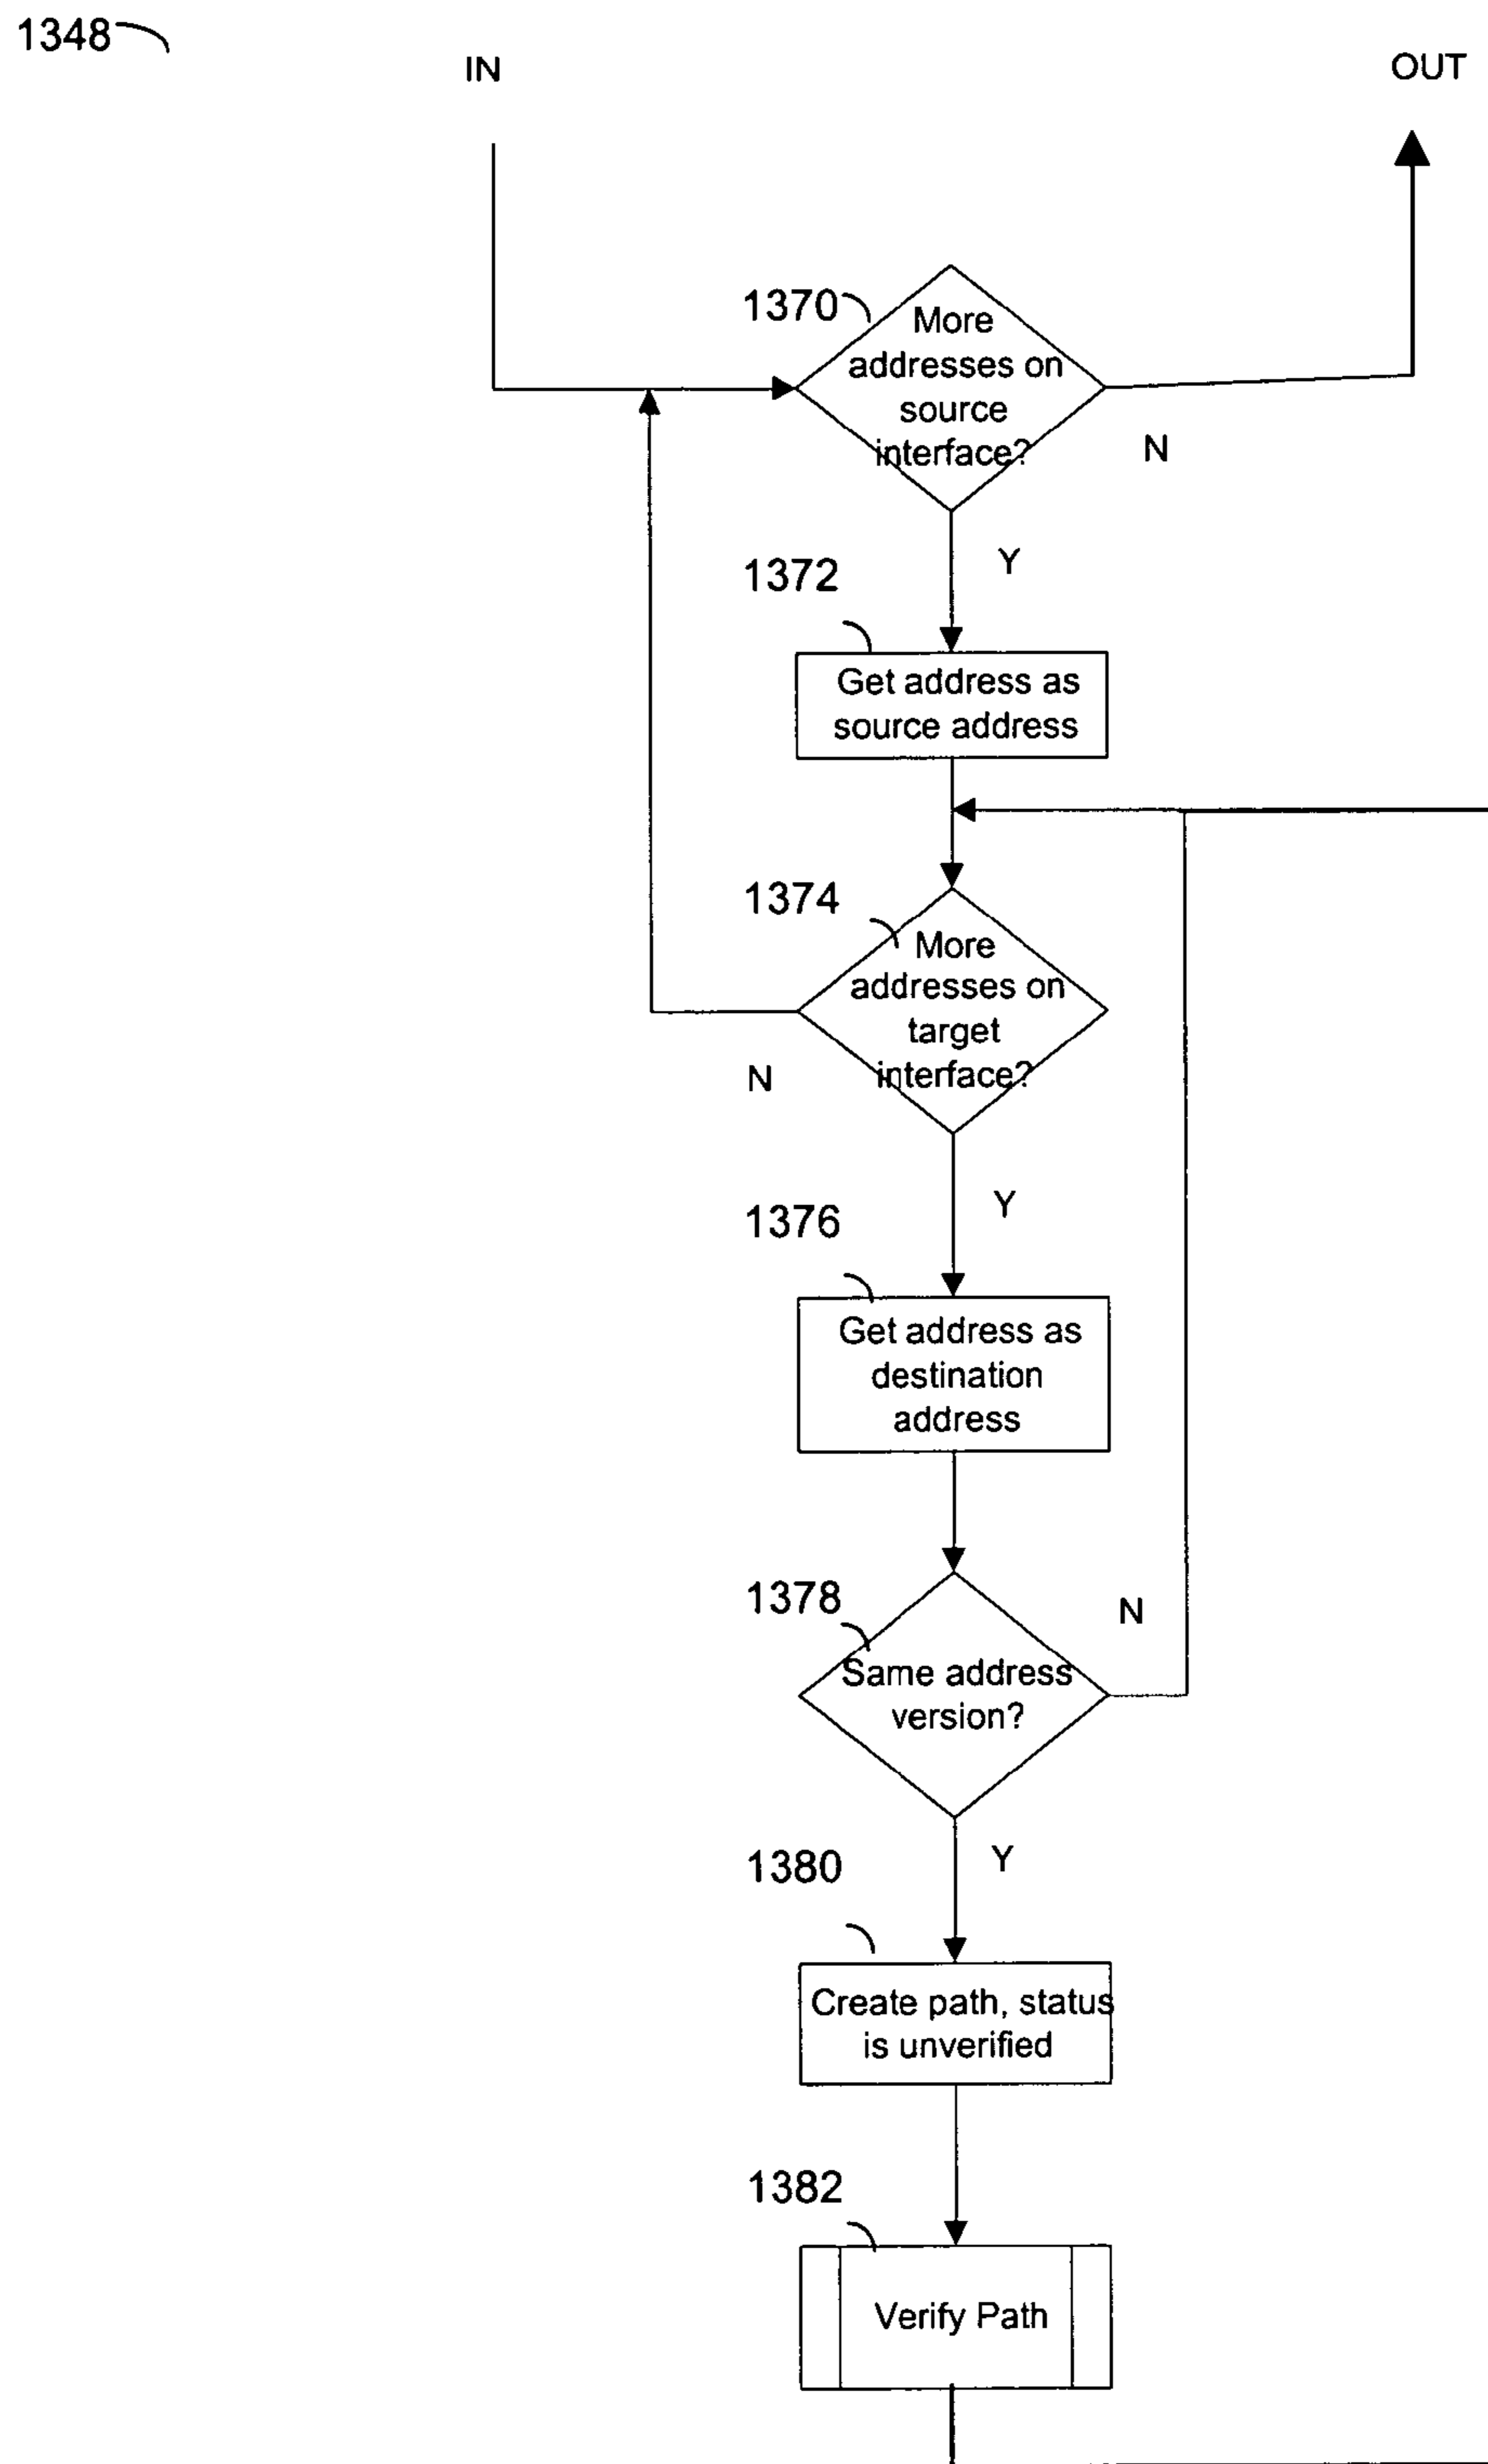 1348
IN
OUT
1370
More
addresses on
source
interface?
N
Y
1372
Get address as
source address
1374
More
addresses on
target
interface?
N
Y
1376
Get address as
destination
address
1378
N
Same address
version?
Y
1380
Create path, status
is unverified
1382
Verify Path